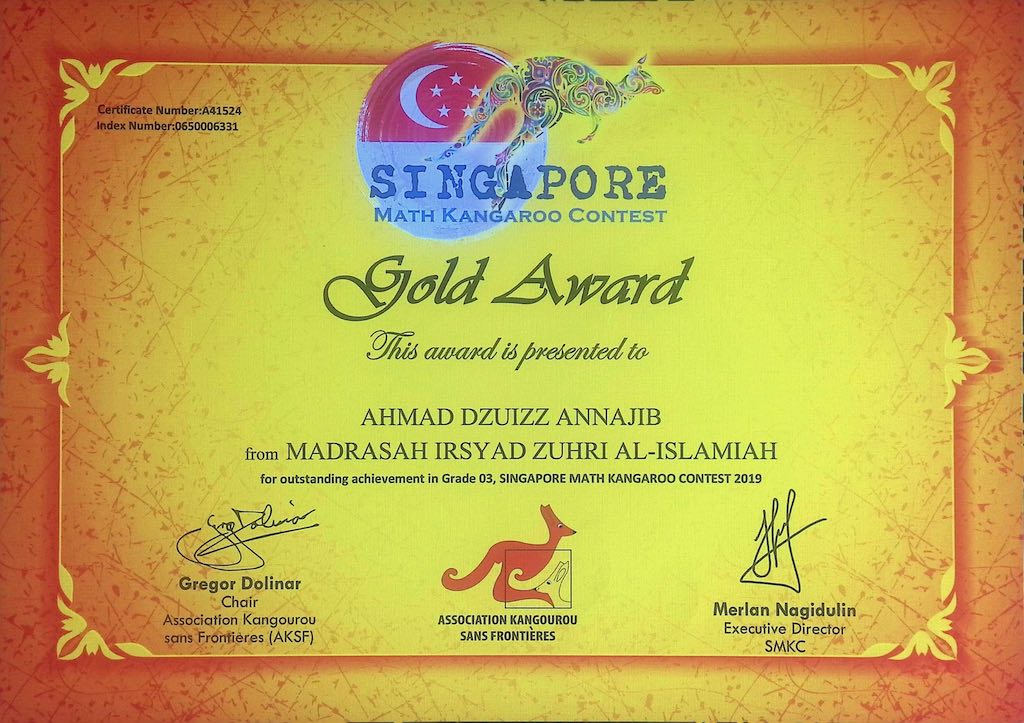 Certificate Number:A41524
Index Number:0650006331
SINGAPORE
MATH KANGAROO CONTEST
Gold Award
This award is presented to
AHMAD DZUIZZ ANNAJIB
from MADRASAH IRSYAD ZUHRI AL-ISLAMIAH
for outstanding achievement in Grade 03, SINGAPORE MATH KANGAROO CONTEST 2019
Gregor Dolinar
Chair
Association Kangourou
sans Frontières (AKSF)
ASSOCIATION KANGOUROU
SANS FRONTIÈRES
Merlan Nagidulin
Executive Director
SMKC